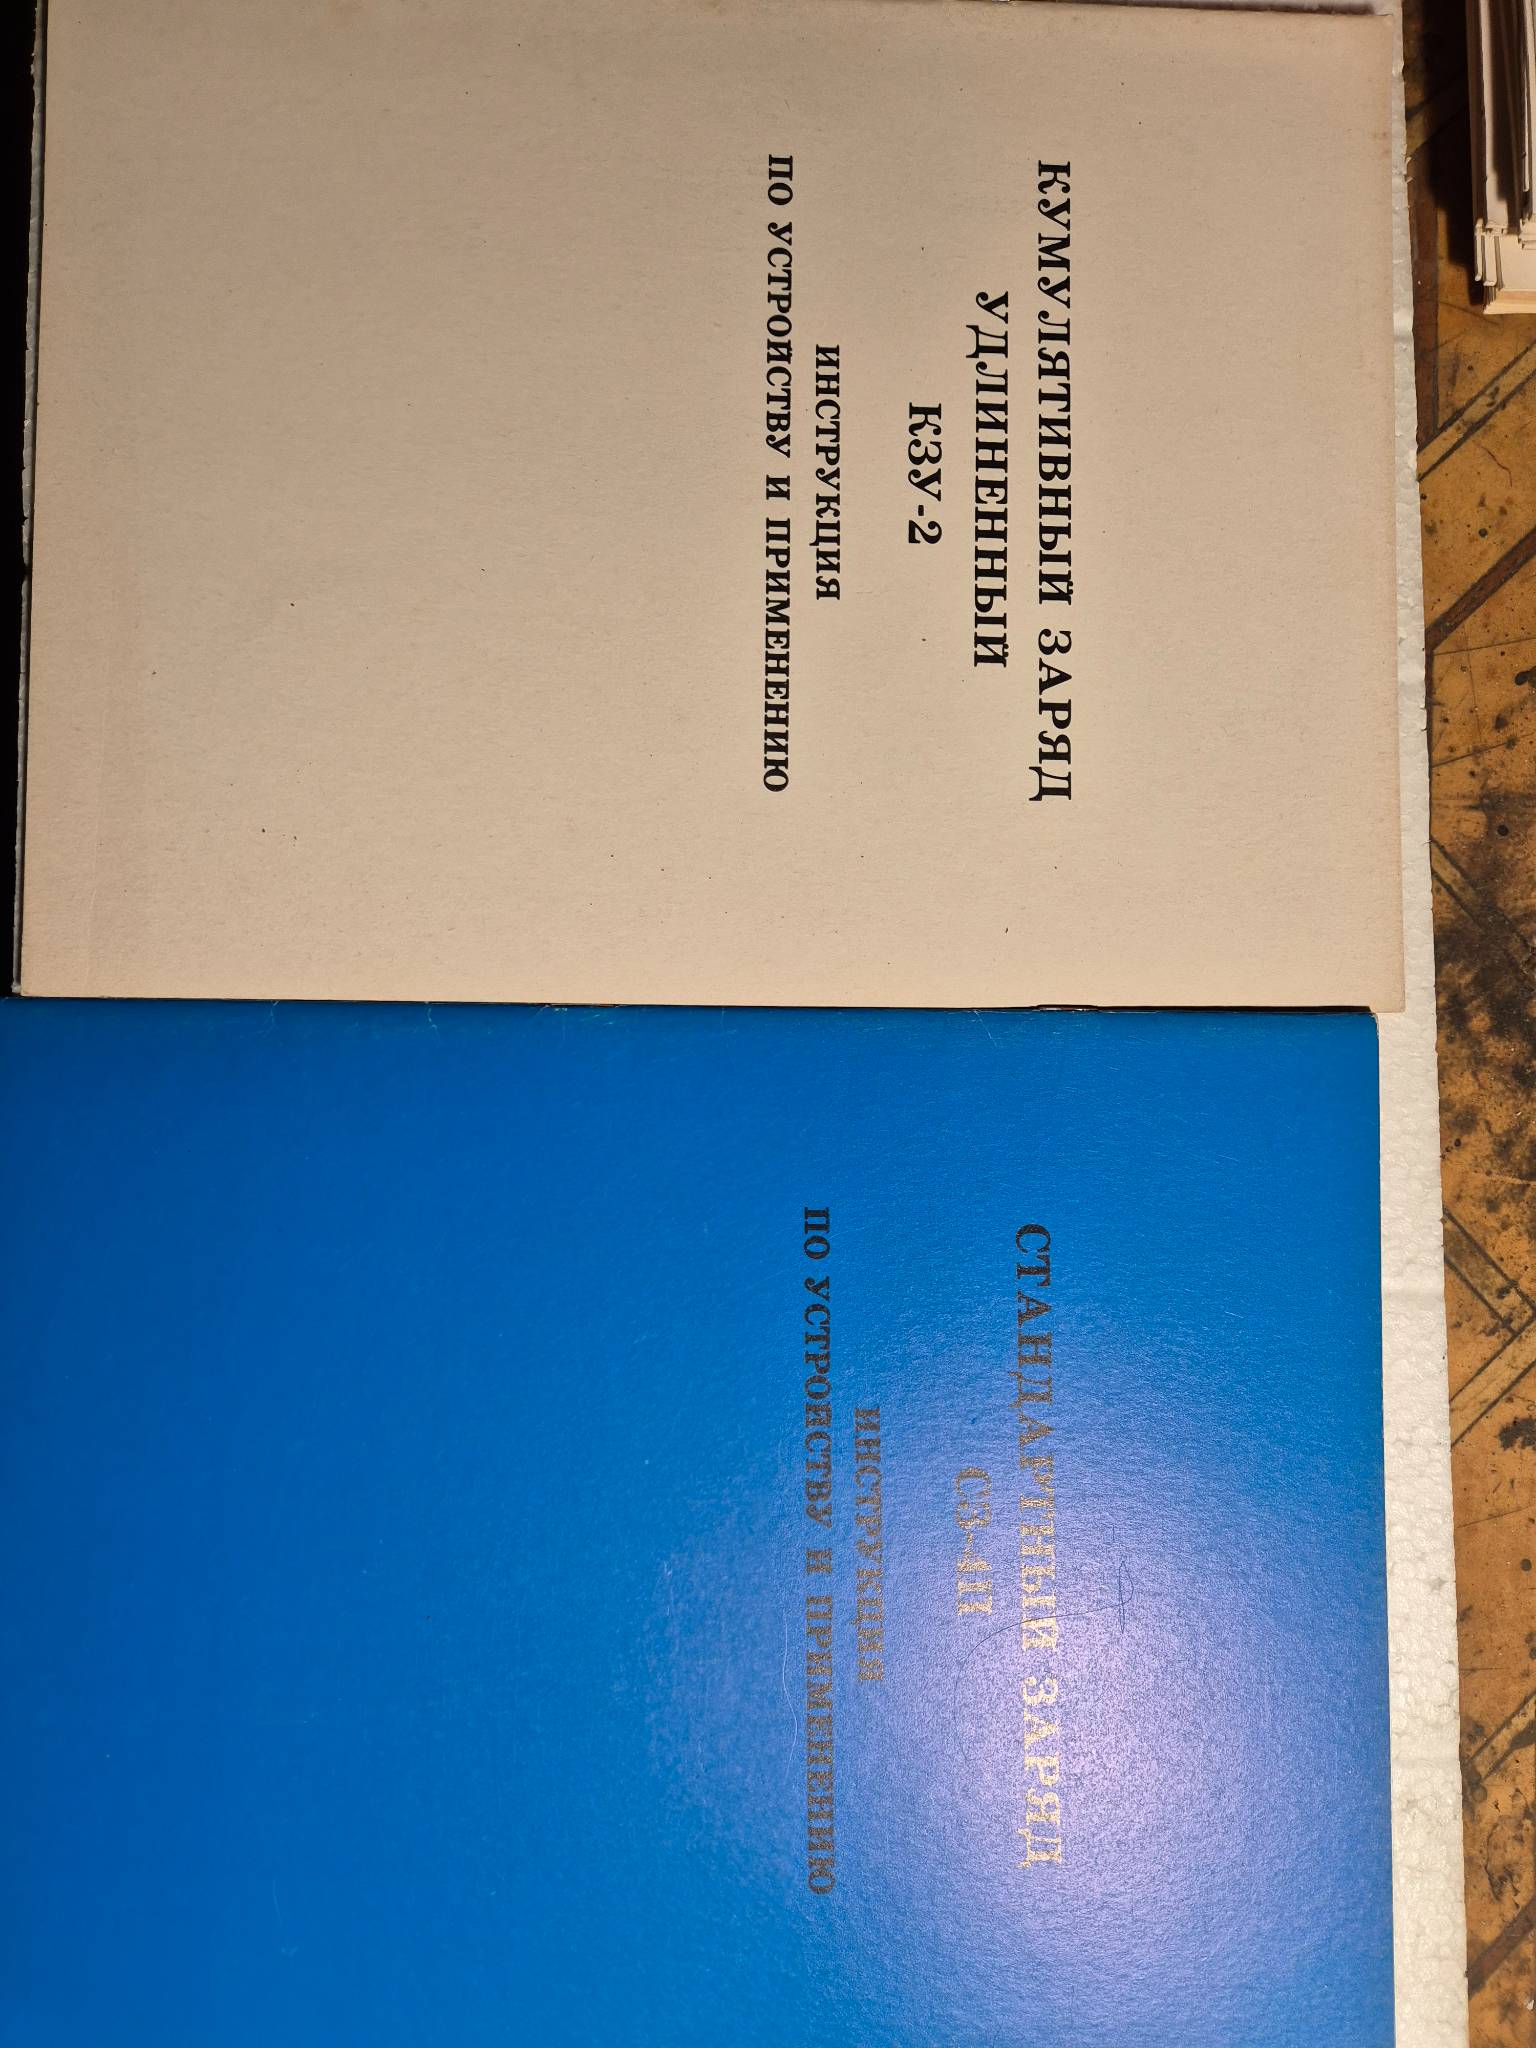 КУМУЛЯТИВНЫЙ ЗАРЯД
УДЛИНЕННЫЙ
КЗУ-2
ИНСТРУКЦИЯ
ПО УСТРОЙСТВУ И ПРИМЕНЕНИЮ
СТАНДАРТНЫЙ ЗАРЯД
СЗ-4П
ИНСТРУКЦИЯ
ПО УСТРОЙСТВУ И ПРИМЕНЕНИЮ